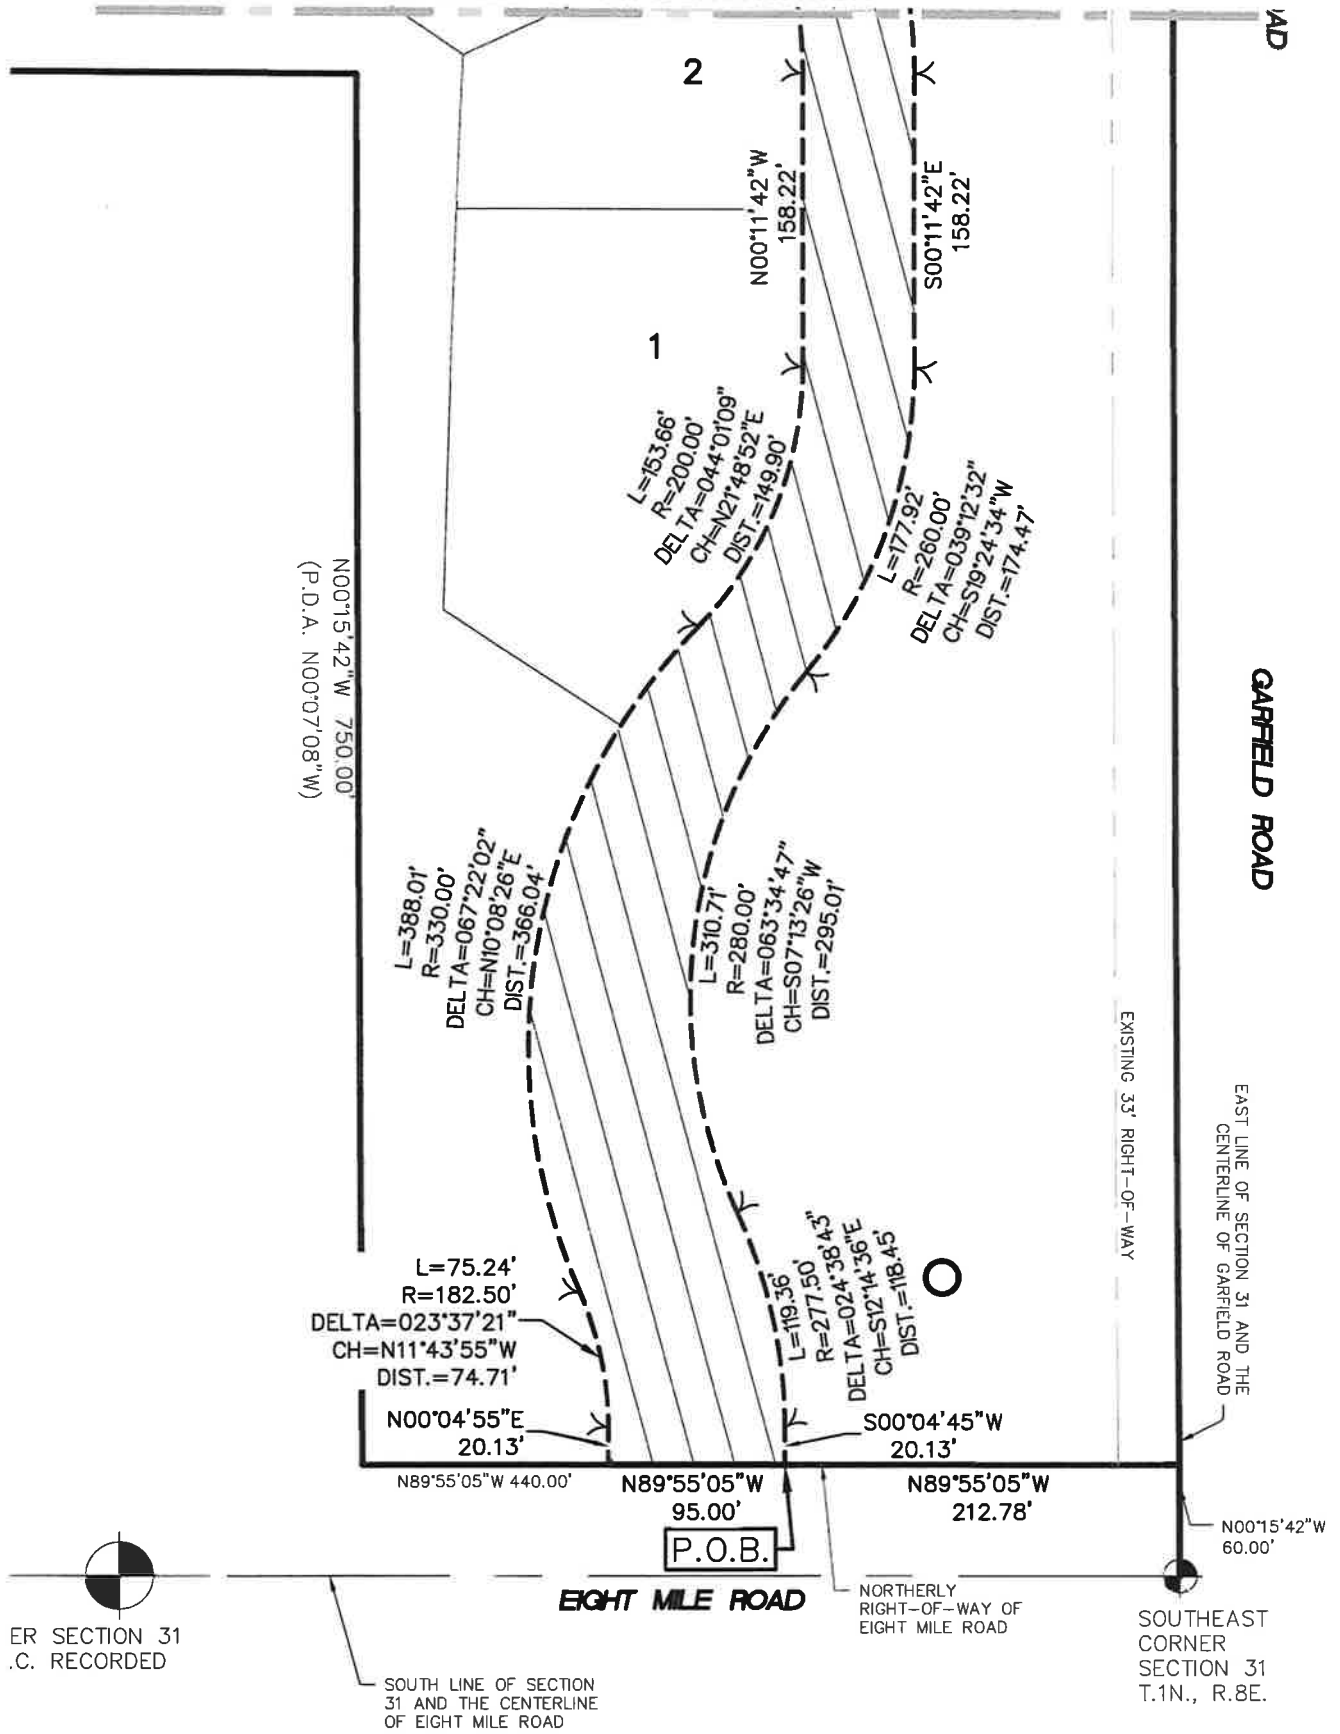 AD
2
N00°11'42"W
158.22'
S00°11'42"E
158.22'
1
L=153.66'
R=200.00'
DELTA=044°01'09"
CH=N21°48'52"E
DIST.=149.90'
L=177.92'
R=260.00'
DELTA=039°12'32"
CH=S19°24'34"W
DIST.=174.47'
N00°15'42"W 750.00'
(P.D.A. N00°07'08"W)
GARFIELD ROAD
L=388.01'
R=330.00'
DELTA=067°22'02"
CH=N10°08'26"E
DIST.=366.04'
L=310.71'
R=280.00'
DELTA=063°34'47"
CH=S07°13'26"W
DIST.=295.01'
EXISTING 33' RIGHT-OF-WAY
EAST LINE OF SECTION 31 AND THE
CENTERLINE OF GARFIELD ROAD
L=119.36'
R=277.50'
DELTA=024°38'43"
CH=S12°14'36"E
DIST.=118.45'
L=75.24'
R=182.50'
DELTA=023°37'21"
CH=N11°43'55"W
DIST.=74.71'
N00°04'55"E
20.13'
S00°04'45"W
20.13'
N89°55'05"W 440.00'
N89°55'05"W
95.00'
N89°55'05"W
212.78'
P.O.B.
N00°15'42"W
60.00'
EIGHT MILE ROAD
NORTHERLY
RIGHT-OF-WAY OF
EIGHT MILE ROAD
ER SECTION 31
.C. RECORDED
SOUTHEAST
CORNER
SECTION 31
T.1N., R.8E.
SOUTH LINE OF SECTION
31 AND THE CENTERLINE
OF EIGHT MILE ROAD